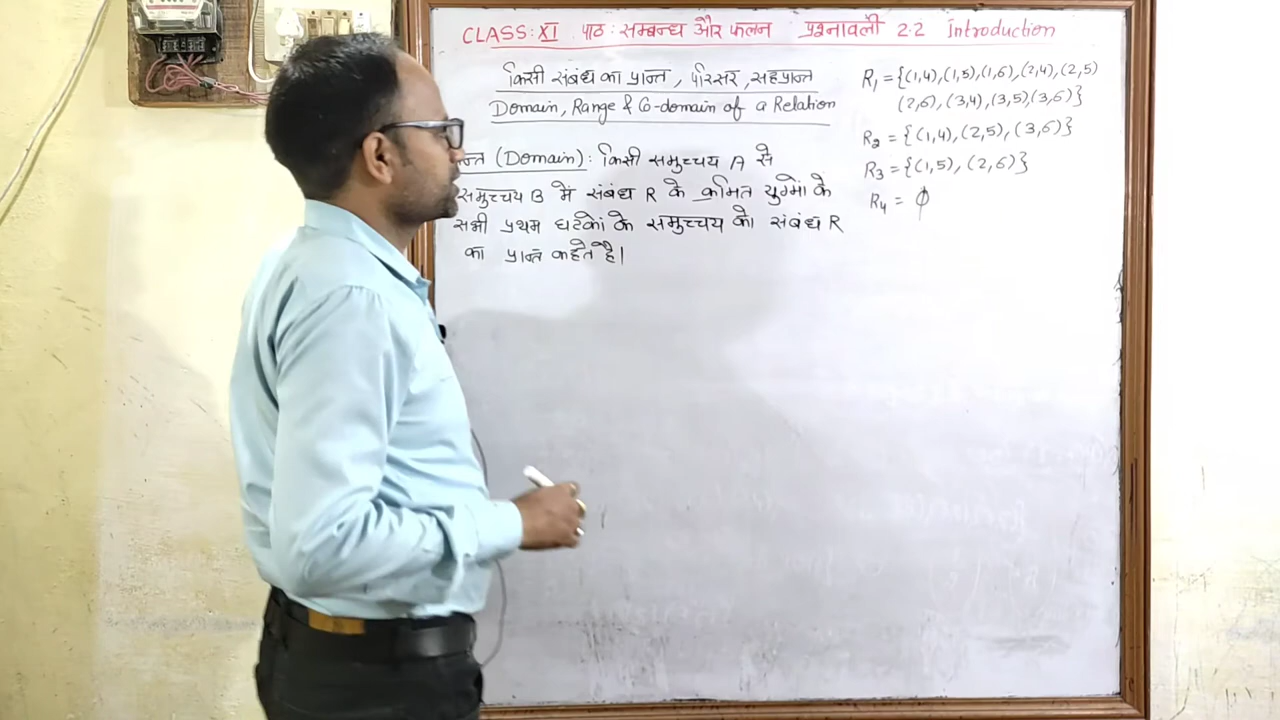 CLASS: XI पाठ: सम्बन्ध और फलन प्रश्नावली 2.2 Introduction
किसी संबंध का प्रान्त, परिसर, सहप्रान्त
Domain, Range & Co-domain of a Relation
न्त (Domain): किसी समुच्चय A से
समुच्चय B में संबंध R के क्रमित युग्मों के
सभी प्रथम घटकों के समुच्चय को संबंध R
का प्रान्त कहते है।
R₁ = {(1,4),(1,5),(1,6),(2,4),(2,5)
(2,6),(3,4),(3,5)(3,6)}
R₂ = {(1,4),(2,5),(3,6)}
R₃ = {(1,5),(2,6)}
R₄ = ϕ